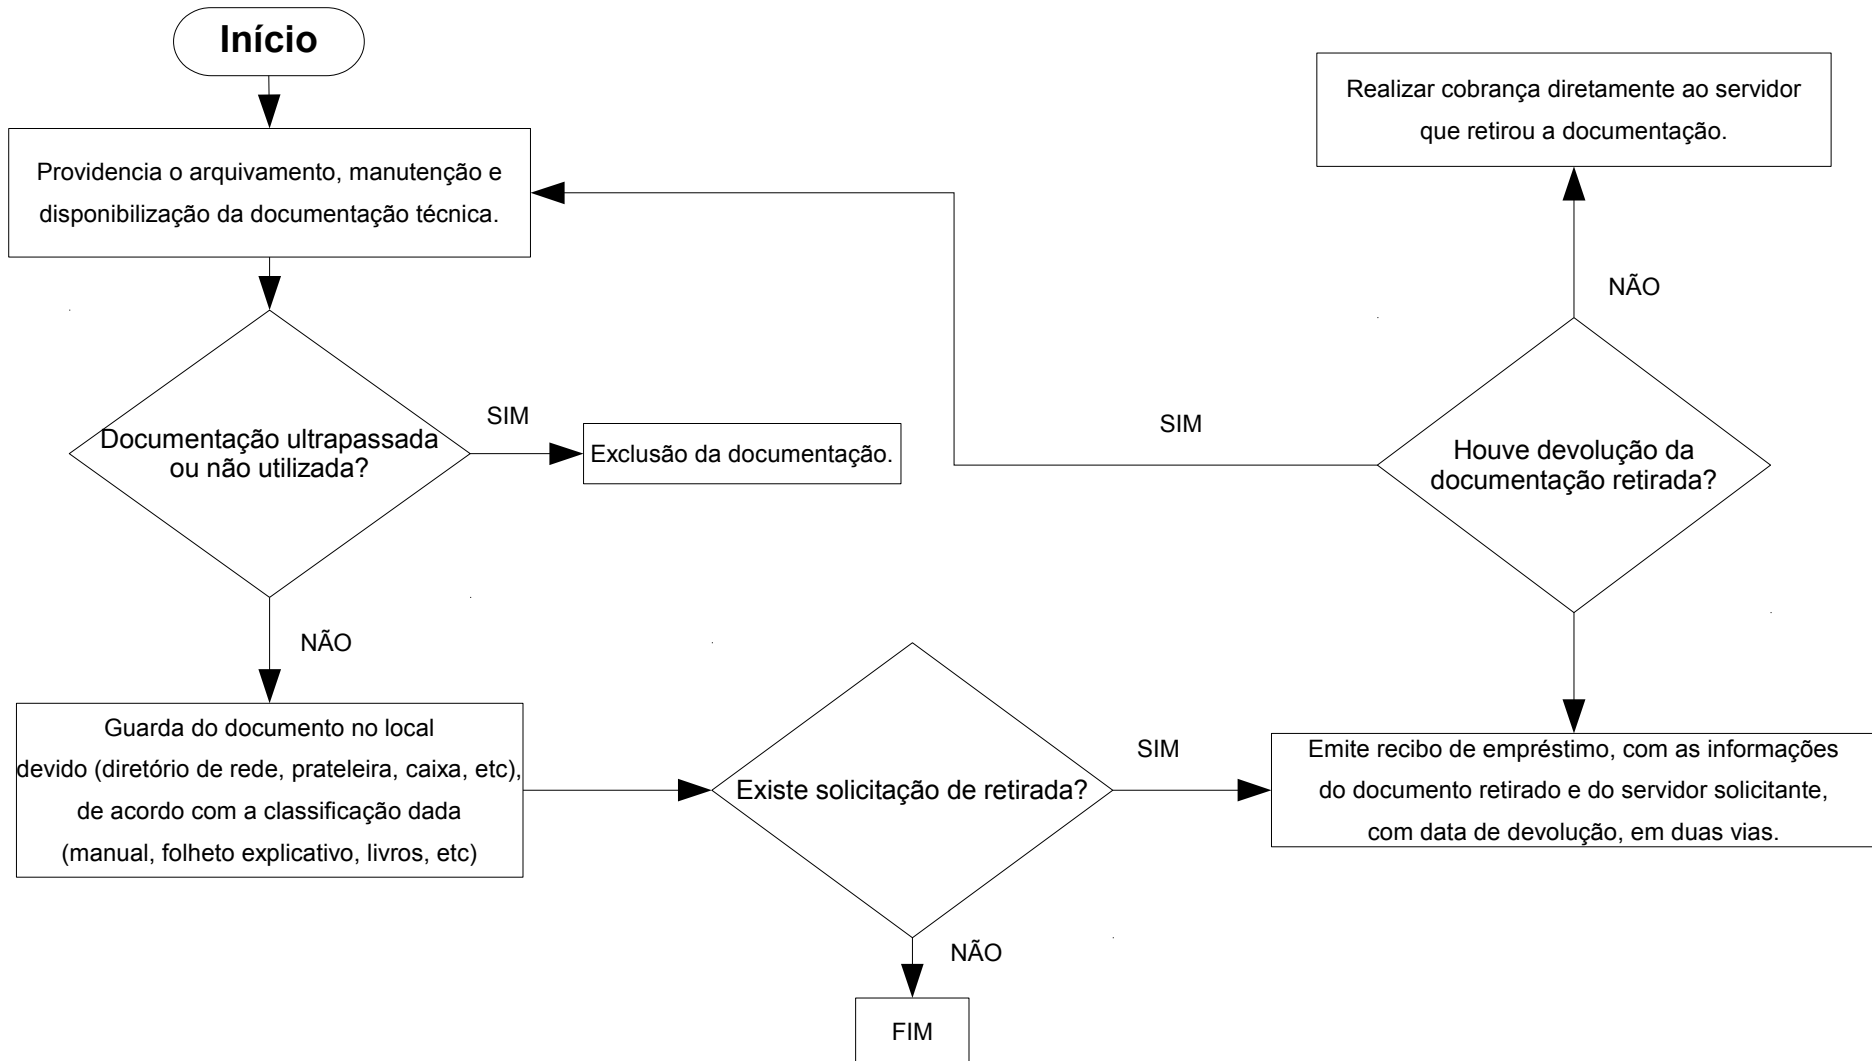 Início
Providencia o arquivamento, manutenção e
disponibilização da documentação técnica.
Documentação ultrapassada
ou não utilizada?
SIM
Exclusão da documentação.
NÃO
Guarda do documento no local
devido (diretório de rede, prateleira, caixa, etc),
de acordo com a classificação dada
(manual, folheto explicativo, livros, etc)
Existe solicitação de retirada?
NÃO
FIM
SIM
Emite recibo de empréstimo, com as informações
do documento retirado e do servidor solicitante,
com data de devolução, em duas vias.
Houve devolução da
documentação retirada?
SIM
NÃO
Realizar cobrança diretamente ao servidor
que retirou a documentação.